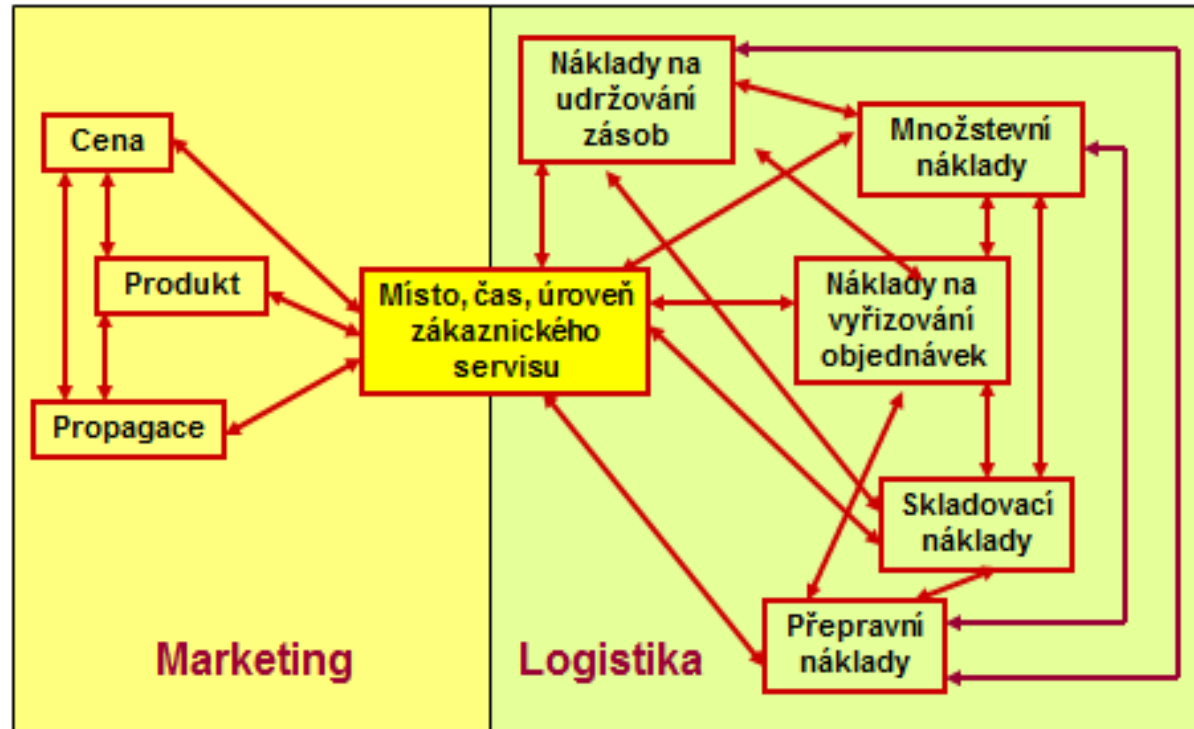 Cena
Produkt
Propagace
Marketing
Místo, čas, úroveň
zákaznického
servisu
Náklady na
udržování
zásob
Množstevní
náklady
Náklady na
vyřizování
objednávek
Skladovací
náklady
Přepravní
náklady
Logistika